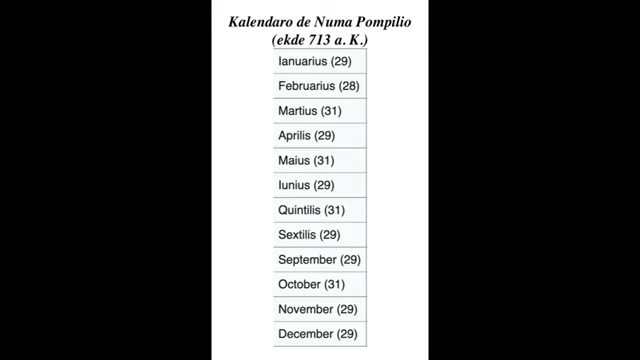 Kalendaro de Numa Pompilio
(ekde 713 a. K.)
Ianuarius (29)
Februarius (28)
Martius (31)
Aprilis (29)
Maius (31)
Iunius (29)
Quintilis (31)
Sextilis (29)
September (29)
October (31)
November (29)
December (29)